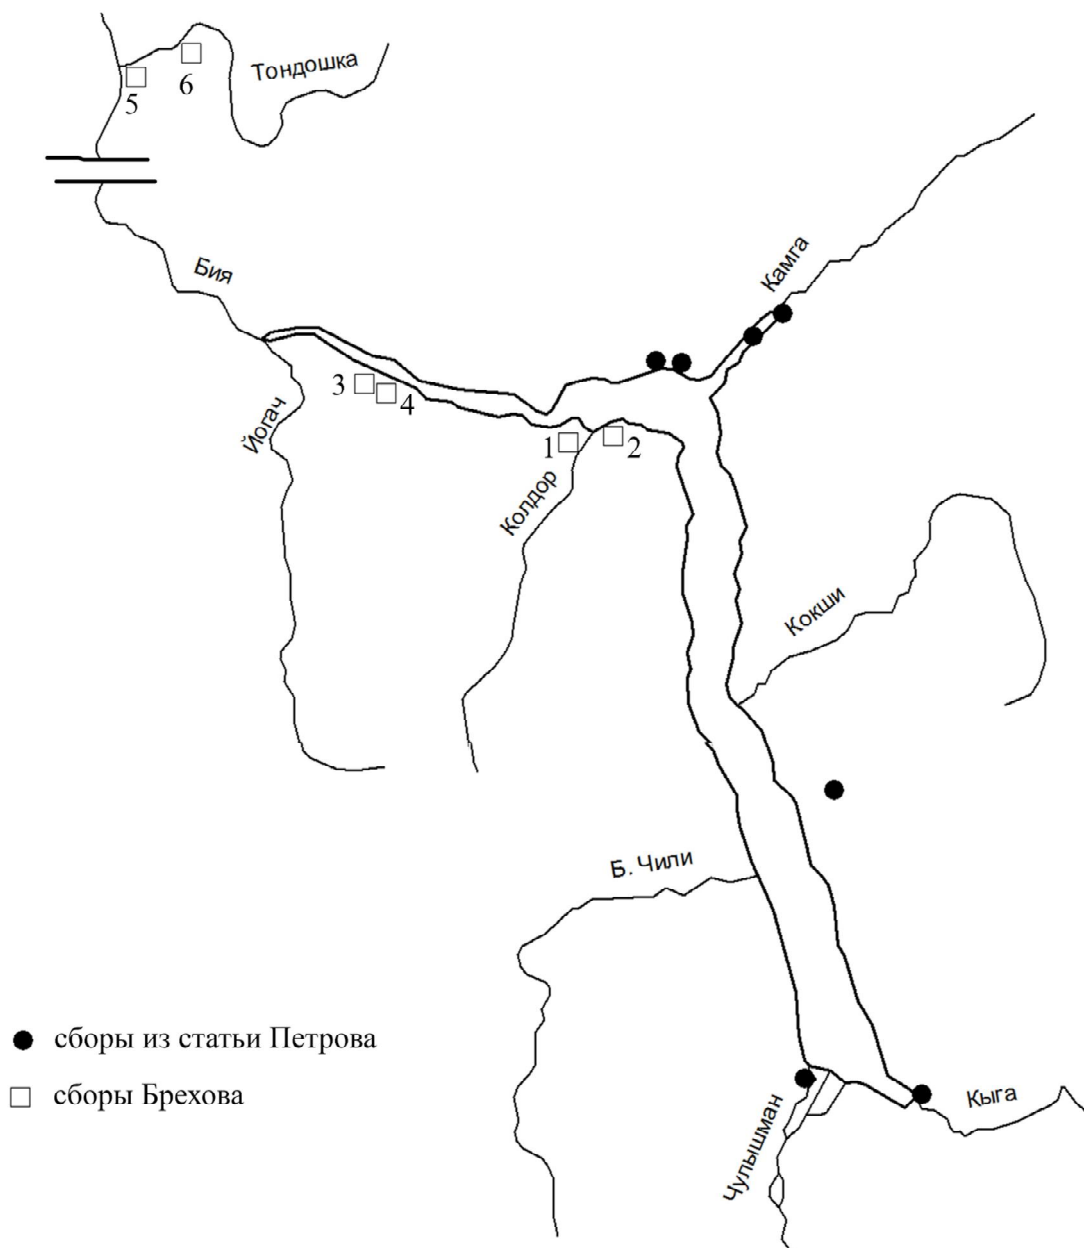 Тондошка
6
5
Камга
Бия
3
4
Йогач
1
2
Колдор
Кокши
Б. Чили
сборы из статьи Петрова
сборы Брехова
Кыга
Чулышман